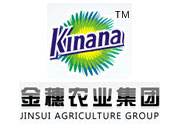 TM
Kinana
金穗农业集团
JINSUI AGRICULTURE GROUP